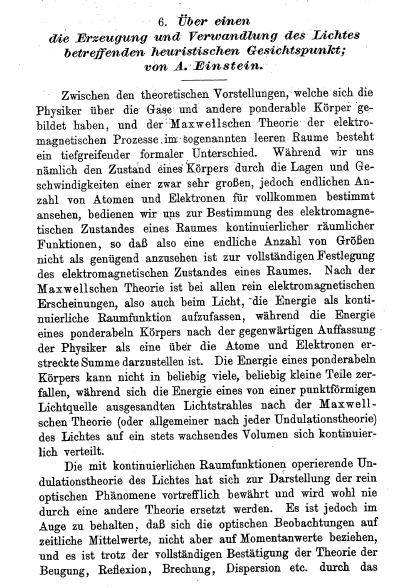 6. Über einen
die Erzeugung und Verwandlung des Lichtes
betreffenden heuristischen Gesichtspunkt;
von A. Einstein.
Zwischen den theoretischen Vorstellungen, welche sich die
Physiker über die Gase und andere ponderable Körper ge-
bildet haben, und der Maxwellschen Theorie der elektro-
magnetischen Prozesse im sogenannten leeren Raume besteht
ein tiefgreifender formaler Unterschied. Während wir uns
nämlich den Zustand eines Körpers durch die Lagen und Ge-
schwindigkeiten einer zwar sehr großen, jedoch endlichen An-
zahl von Atomen und Elektronen für vollkommen bestimmt
ansehen, bedienen wir uns zur Bestimmung des elektromagne-
tischen Zustandes eines Raumes kontinuierlicher räumlicher
Funktionen, so daß also eine endliche Anzahl von Größen
nicht als genügend anzusehen ist zur vollständigen Festlegung
des elektromagnetischen Zustandes eines Raumes. Nach der
Maxwellschen Theorie ist bei allen rein elektromagnetischen
Erscheinungen, also auch beim Licht, die Energie als konti-
nuierliche Raumfunktion aufzufassen, während die Energie
eines ponderabeln Körpers nach der gegenwärtigen Auffassung
der Physiker als eine über die Atome und Elektronen er-
streckte Summe darzustellen ist. Die Energie eines ponderabeln
Körpers kann nicht in beliebig viele, beliebig kleine Teile zer-
fallen, während sich die Energie eines von einer punktförmigen
Lichtquelle ausgesandten Lichtstrahles nach der Maxwell-
schen Theorie (oder allgemeiner nach jeder Undulationstheorie)
des Lichtes auf ein stets wachsendes Volumen sich kontinuier-
lich verteilt.
Die mit kontinuierlichen Raumfunktionen operierende Un-
dulationstheorie des Lichtes hat sich zur Darstellung der rein
optischen Phänomene vortrefflich bewährt und wird wohl nie
durch eine andere Theorie ersetzt werden. Es ist jedoch im
Auge zu behalten, daß sich die optischen Beobachtungen auf
zeitliche Mittelwerte, nicht aber auf Momentanwerte beziehen,
und es ist trotz der vollständigen Bestätigung der Theorie der
Beugung, Reflexion, Brechung, Dispersion etc. durch das